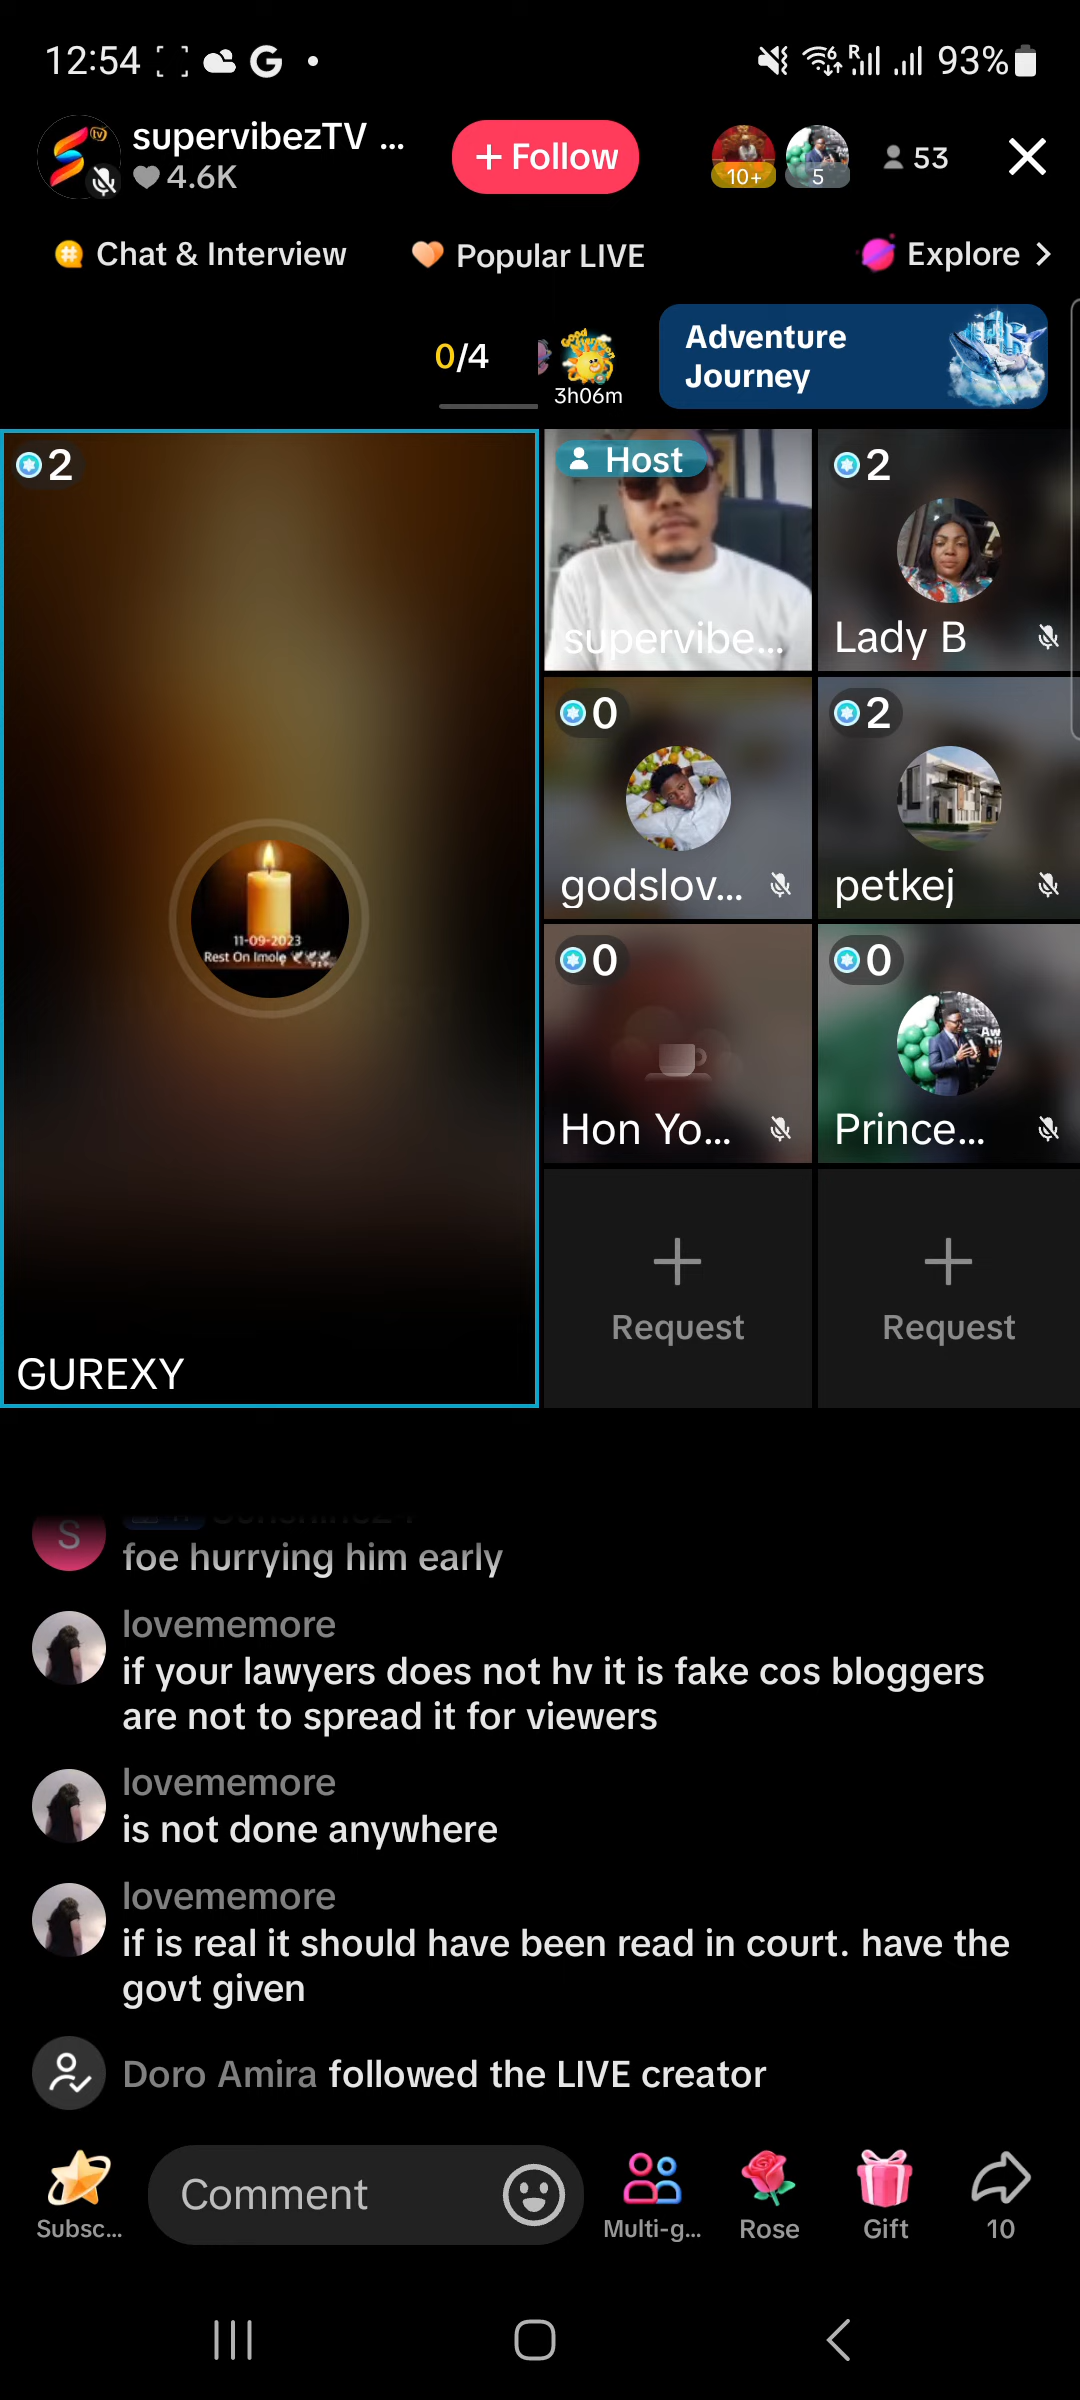 12:54
93%
supervibezTV ...
4.6K
+ Follow
10+
5
53
Chat & Interview
Popular LIVE
Explore
0/4
3h06m
Adventure
Journey
2
Host
supervibe...
2
Lady B
0
godslov...
2
petkej
11-09-2023
Rest On Imole
0
Hon Yo...
0
Prince...
GUREXY
Request
Request
S
foe hurrying him early
lovememore
if your lawyers does not hv it is fake cos bloggers
are not to spread it for viewers
lovememore
is not done anywhere
lovememore
if is real it should have been read in court. have the
govt given
Doro Amira followed the LIVE creator
Subsc...
Comment
Multi-g...
Rose
Gift
10